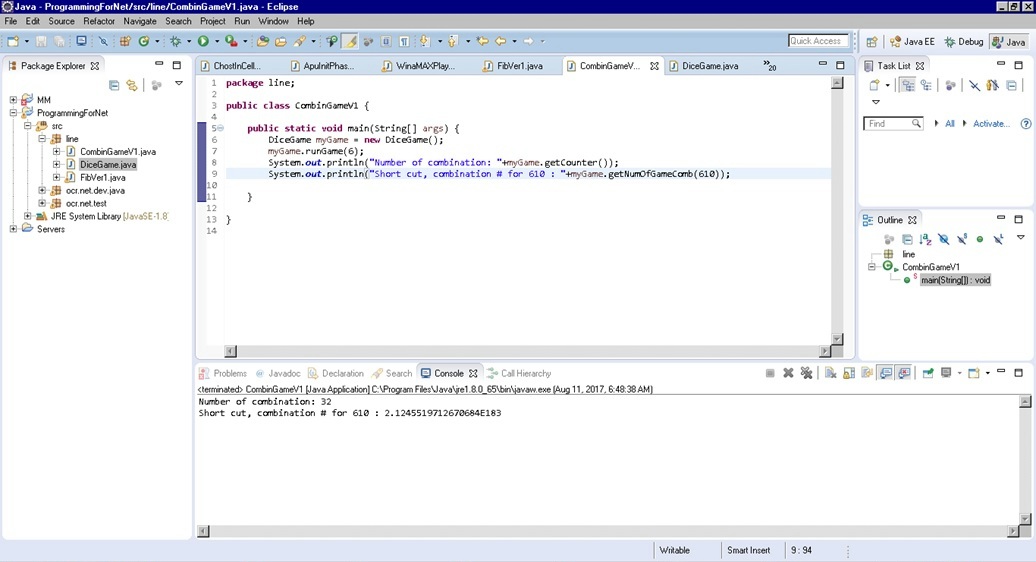 Java - ProgrammingForNet/src/line/CombinGameV1.java - Eclipse
File Edit Source Refactor Navigate Search Project Run Window Help
Quick Access
Java EE
Debug
Java
Package Explorer
MM
ProgrammingForNet
src
line
CombinGameV1.java
DiceGame.java
FibVer1.java
ocr.net.dev.java
ocr.net.test
JRE System Library [JavaSE-1.8]
Servers
ChostInCell...
ApuInitPhas...
WinaMAXPlay...
FibVer1.java
CombinGameV...
DiceGame.java
»20
1 package line;
2
3 public class CombinGameV1 {
4
5 public static void main(String[] args) {
6 DiceGame myGame = new DiceGame();
7 myGame.runGame(6);
8 System.out.println("Number of combination: "+myGame.getCounter());
9 System.out.println("Short cut, combination # for 610 : "+myGame.getNumOfGameComb(610));
10
11 }
12
13 }
14
Task List
Find
All
Activate...
Outline
line
CombinGameV1
main(String[]) : void
Problems
Javadoc
Declaration
Search
Console
Call Hierarchy
<terminated> CombinGameV1 [Java Application] C:\Program Files\Java\jre1.8.0_65\bin\javaw.exe (Aug 11, 2017, 6:48:38 AM)
Number of combination: 32
Short cut, combination # for 610 : 2.1245519712670684E183
Writable
Smart Insert
9 : 94